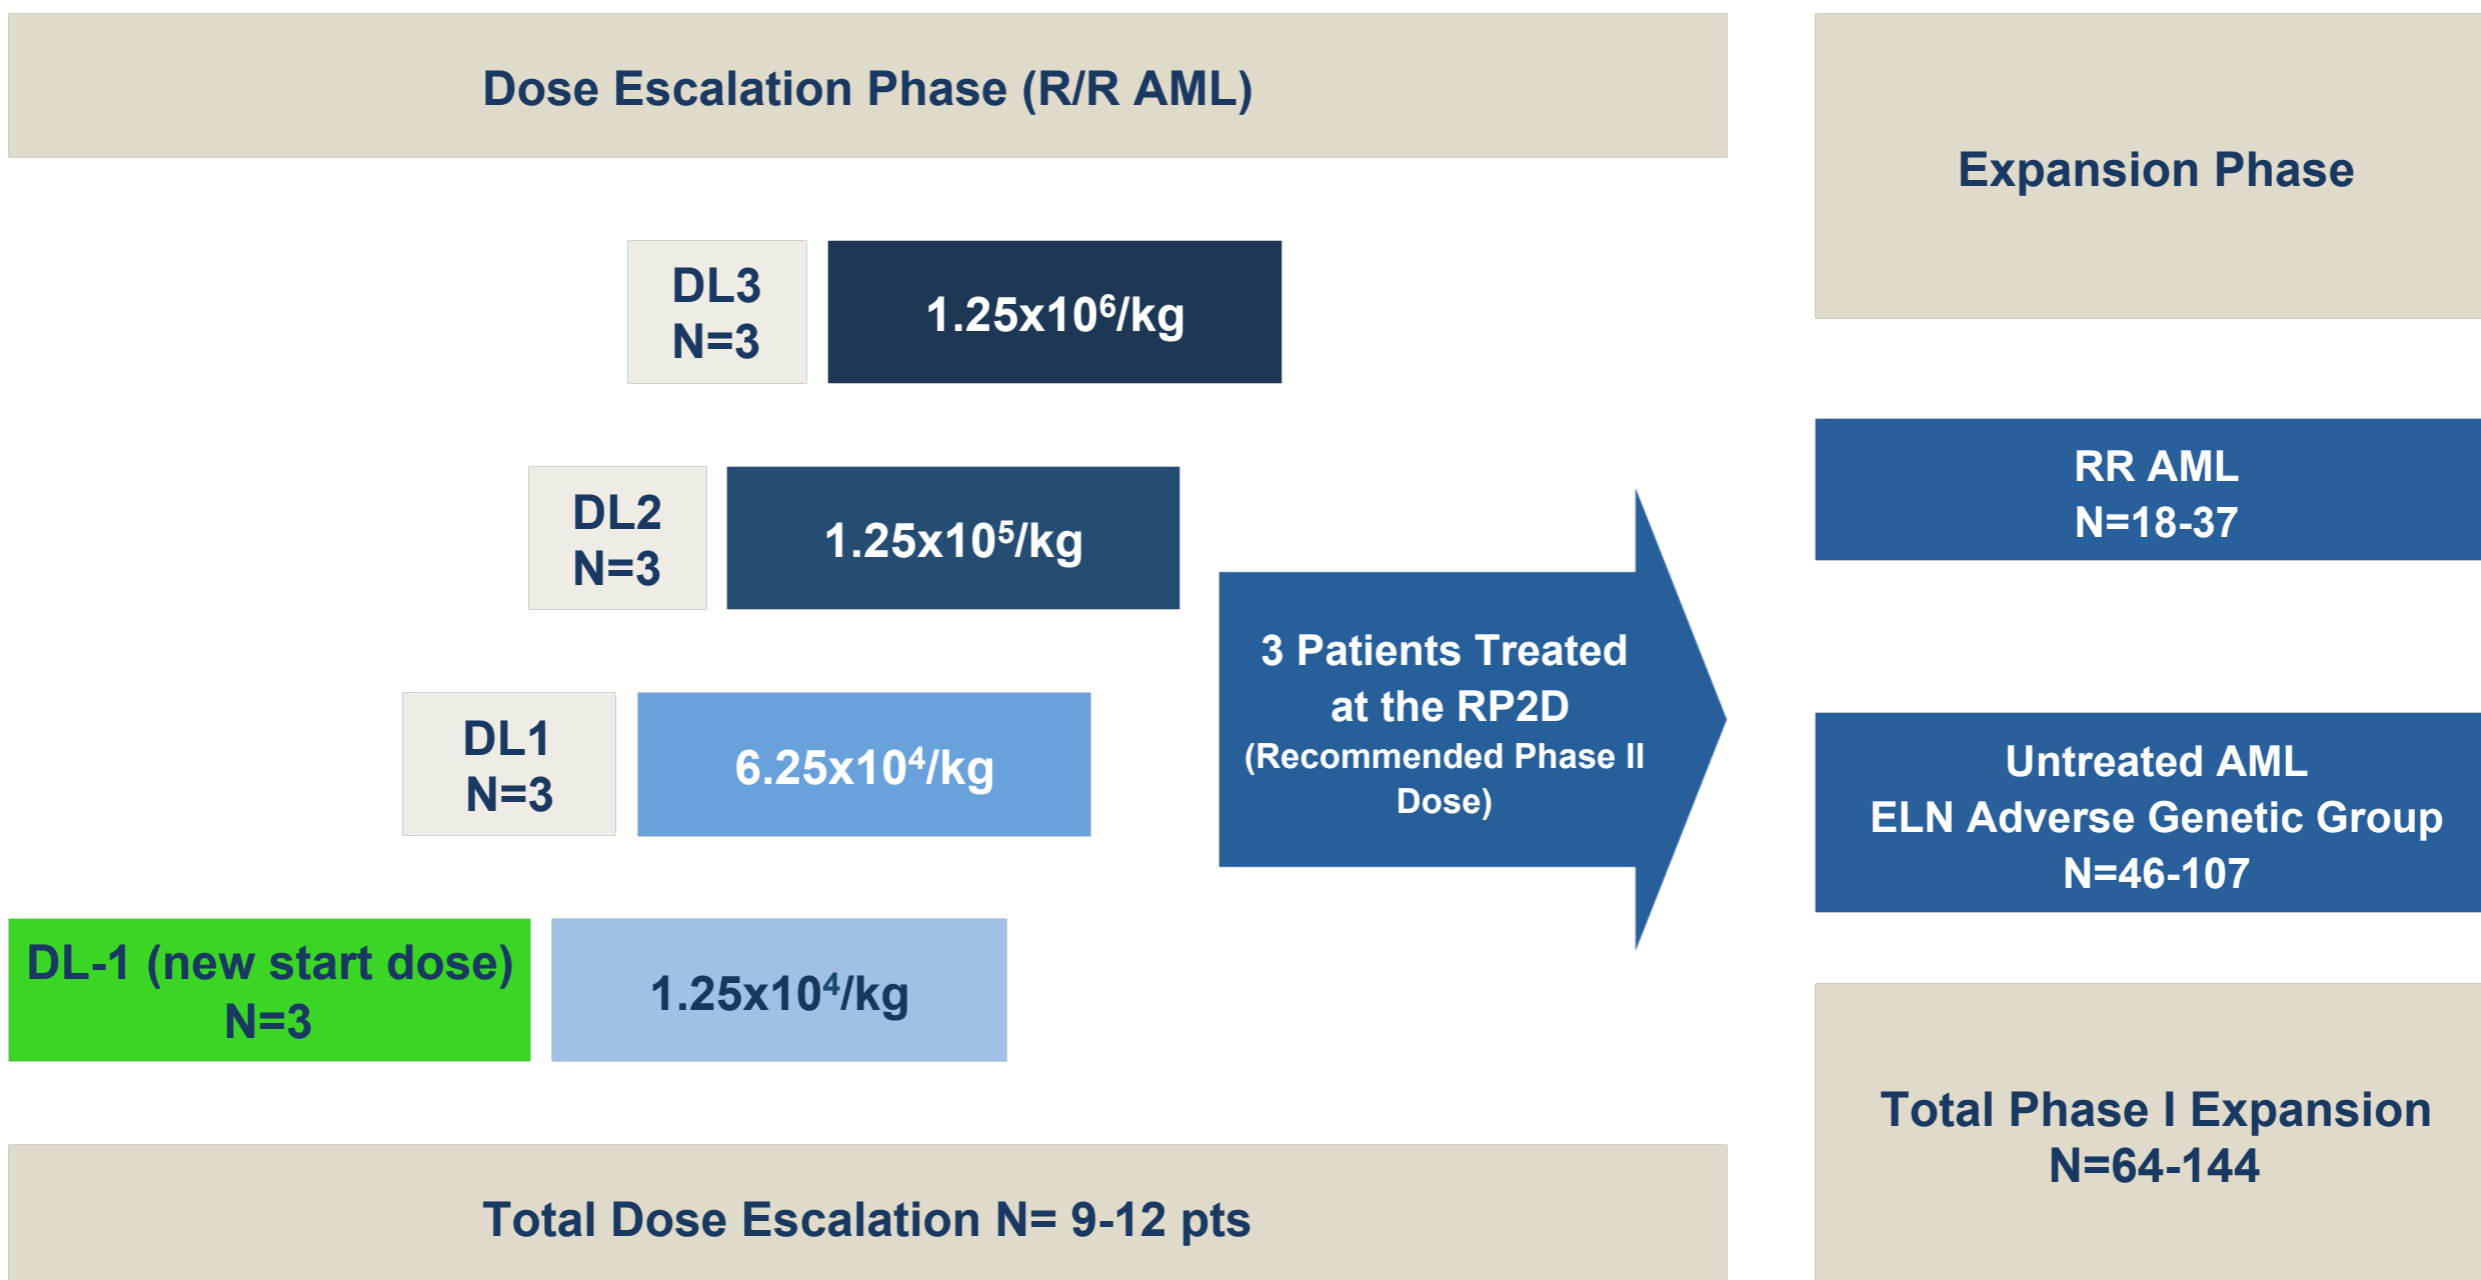 Dose Escalation Phase (R/R AML)
DL3
N=3
1.25x10⁶/kg
DL2
N=3
1.25x10⁵/kg
DL1
N=3
6.25x10⁴/kg
DL-1 (new start dose)
N=3
1.25x10⁴/kg
Total Dose Escalation N= 9-12 pts
3 Patients Treated
at the RP2D
(Recommended Phase II
Dose)
Expansion Phase
RR AML
N=18-37
Untreated AML
ELN Adverse Genetic Group
N=46-107
Total Phase I Expansion
N=64-144